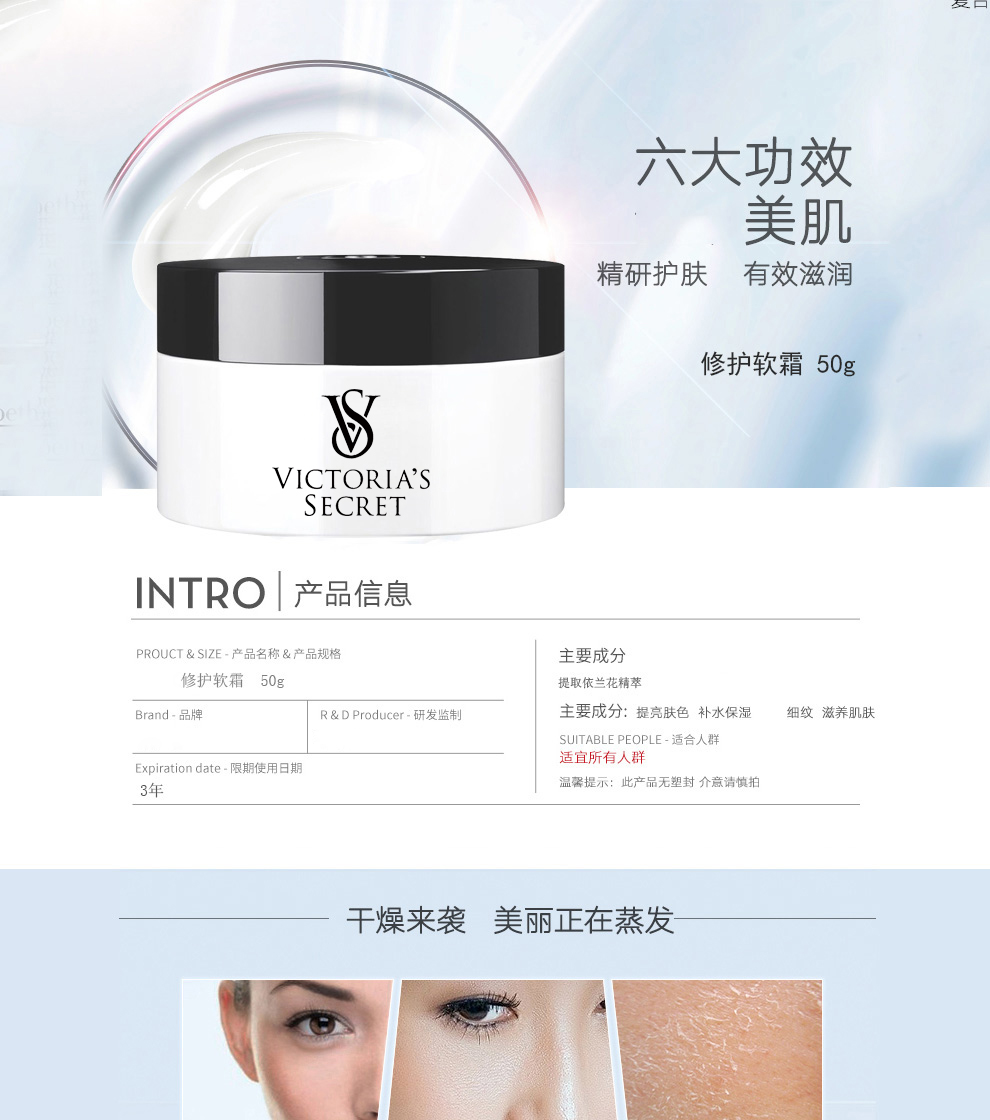 六大功效
美肌
精研护肤 有效滋润
修护软霜 50g
VS
VICTORIA'S
SECRET
INTRO 产品信息
PROUCT & SIZE - 产品名称 & 产品规格
修护软霜 50g
Brand - 品牌
R & D Producer - 研发监制
Expiration date - 限期使用日期
3年
主要成分
提取依兰花精萃
主要成分: 提亮肤色 补水保湿 细纹 滋养肌肤
SUITABLE PEOPLE - 适合人群
适宜所有人群
温馨提示: 此产品无塑封 介意请慎拍
干燥来袭 美丽正在蒸发